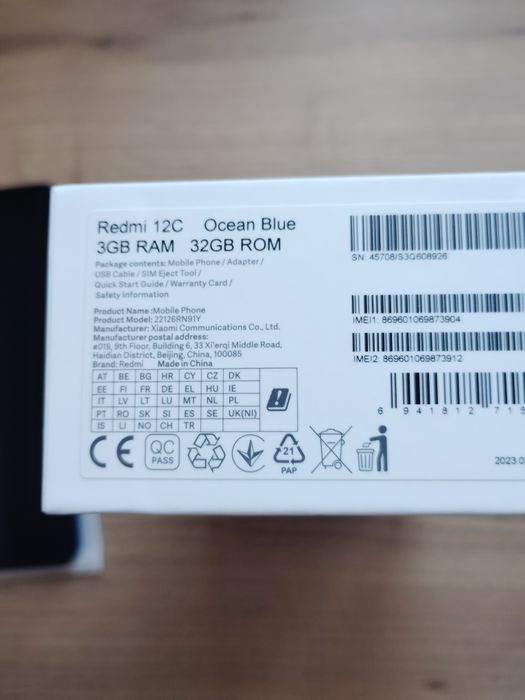 Redmi 12C Ocean Blue
3GB RAM 32GB ROM
Package contents: Mobile Phone / Adapter /
USB Cable / SIM Eject Tool /
Quick Start Guide / Warranty Card /
Safety Information
Product Name :Mobile Phone
Product Model: 22126RN91Y
Manufacturer: Xiaomi Communications Co., Ltd.
Manufacturer postal address:
#019, 9th Floor, Building 6, 33 Xi'erqi Middle Road,
Haidian District, Beijing, China, 100085
Brand: Redmi Made in China
AT BE BG HR CY CZ DK
EE FI FR DE EL HU IE
IT LV LT LU MT NL PL
PT RO SK SI ES SE UK(NI)
IS LI NO CH TR
CE
QC
PASS
21
PAP
SN: 45708/S3Q608926
IMEI1: 869601069873904
IMEI2: 869601069873912
6 941812 715
2023.0